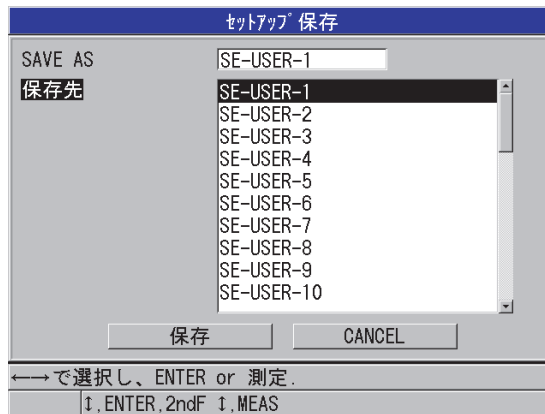 ｾｯﾄｱｯﾌﾟ保存
SAVE AS SE-USER-1
保存先 SE-USER-1
SE-USER-2
SE-USER-3
SE-USER-4
SE-USER-5
SE-USER-6
SE-USER-7
SE-USER-8
SE-USER-9
SE-USER-10
保存 CANCEL
←→で選択し、ENTER or 測定.
↕,ENTER,2ndF ↕,MEAS